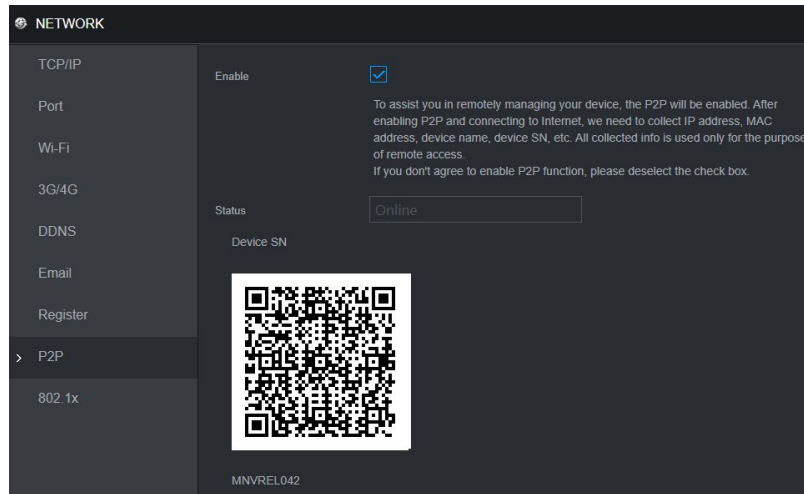 NETWORK
TCP/IP
Port
Wi-Fi
3G/4G
DDNS
Email
Register
P2P
802.1x
Enable
To assist you in remotely managing your device, the P2P will be enabled. After
enabling P2P and connecting to Internet, we need to collect IP address, MAC
address, device name, device SN, etc. All collected info is used only for the purpose
of remote access.
If you don't agree to enable P2P function, please deselect the check box.
Status
Online
Device SN
MNVREL042